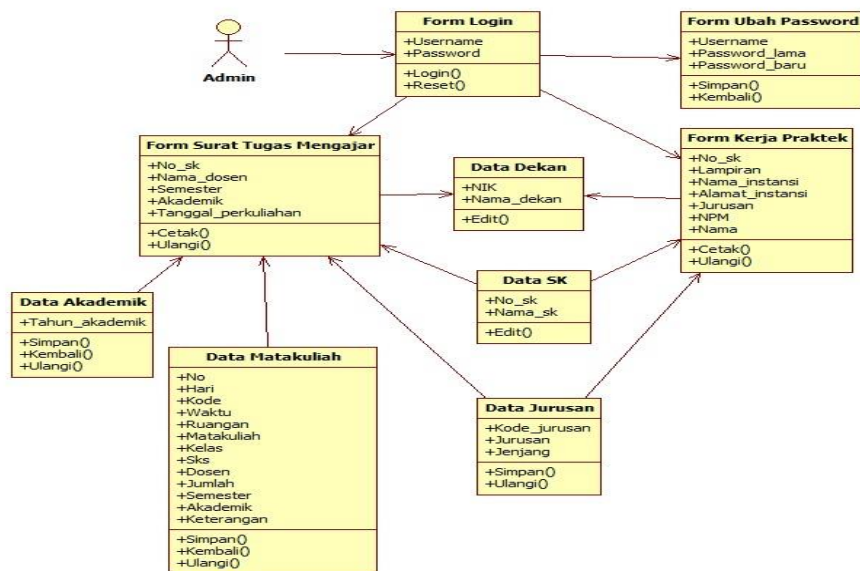 Admin
Form Login
+Username
+Password
+Login()
+Reset()
Form Ubah Password
+Username
+Password_lama
+Password_baru
+Simpan()
+Kembali()
Form Surat Tugas Mengajar
+No_sk
+Nama_dosen
+Semester
+Akademik
+Tanggal_perkuliahan
+Cetak()
+Ulangi()
Data Dekan
+NIK
+Nama_dekan
+Edit()
Form Kerja Praktek
+No_sk
+Lampiran
+Nama_instansi
+Alamat_instansi
+Jurusan
+NPM
+Nama
+Cetak()
+Ulangi()
Data SK
+No_sk
+Nama_sk
+Edit()
Data Akademik
+Tahun_akademik
+Simpan()
+Kembali()
+Ulangi()
Data Matakuliah
+No
+Hari
+Kode
+Waktu
+Ruangan
+Matakuliah
+Kelas
+Sks
+Dosen
+Jumlah
+Semester
+Akademik
+Keterangan
+Simpan()
+Kembali()
+Ulangi()
Data Jurusan
+Kode_jurusan
+Jurusan
+Jenjang
+Simpan()
+Ulangi()